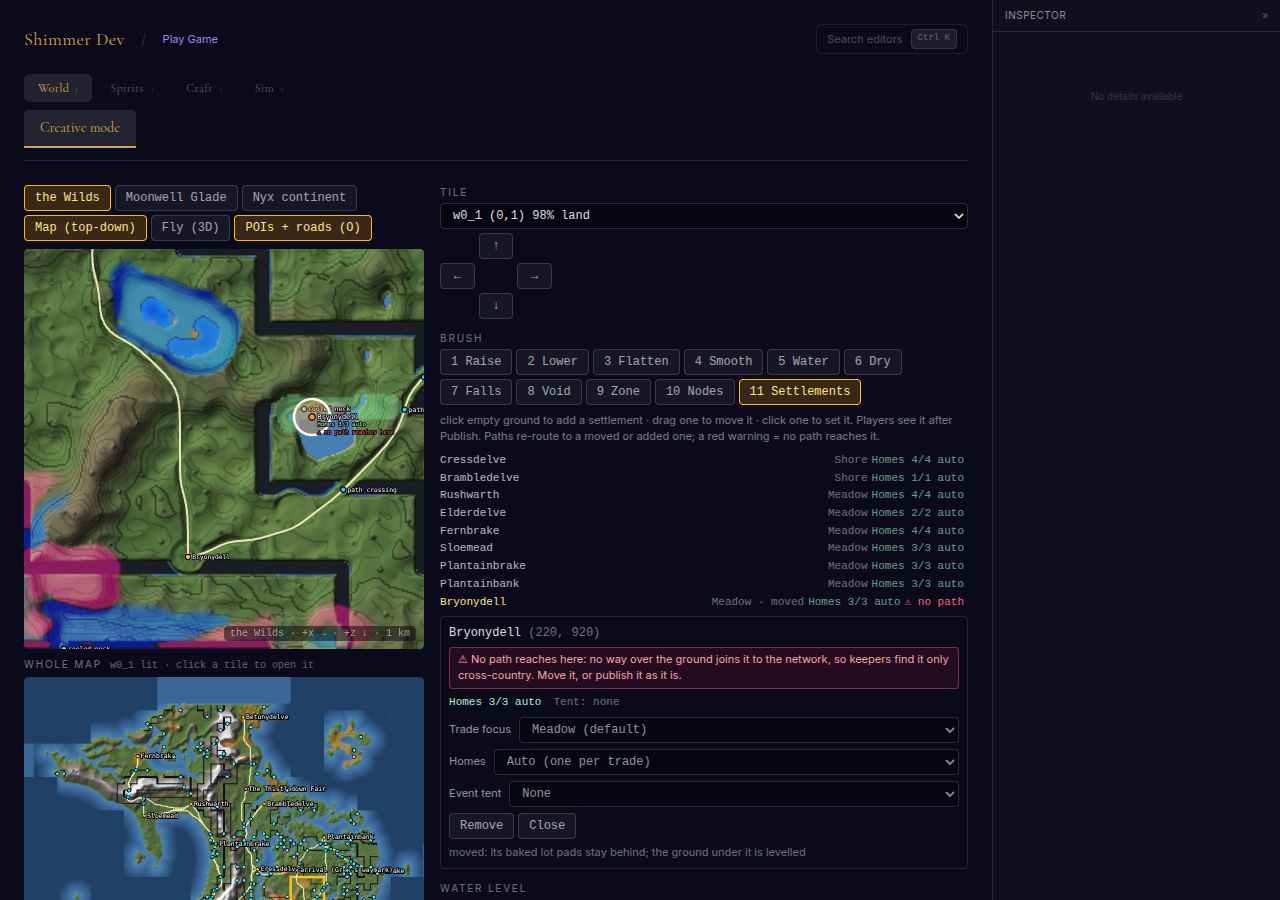 Shimmer Dev / Play Game
Search editors Ctrl K
INSPECTOR »
No details available
World Spirits Craft Sim
Creative mode
the Wilds Moonwell Glade Nyx continent
Map (top-down) Fly (3D) POIs + roads (O)
Bryonydell
Homes 3/3 auto
path crossing
Bryonydell
the Wilds · +x → · +z ↓ · 1 km
WHOLE MAP w0_1 lit · click a tile to open it
Betonydelve
Fernbrake
The Thistledown Fair
Rushwarth
Brambledelve
Sloemead
Plantainbank
Plantainbrake
TILE
w0_1 (0,1) 98% land
↑
← →
↓
BRUSH
1 Raise 2 Lower 3 Flatten 4 Smooth 5 Water 6 Dry
7 Falls 8 Void 9 Zone 10 Nodes 11 Settlements
click empty ground to add a settlement · drag one to move it · click one to set it. Players see it after
Publish. Paths re-route to a moved or added one; a red warning = no path reaches it.
Cressdelve Shore Homes 4/4 auto
Brambledelve Shore Homes 1/1 auto
Rushwarth Meadow Homes 4/4 auto
Elderdelve Meadow Homes 2/2 auto
Fernbrake Meadow Homes 4/4 auto
Sloemead Meadow Homes 3/3 auto
Plantainbrake Meadow Homes 3/3 auto
Plantainbank Meadow Homes 3/3 auto
Bryonydell Meadow · moved Homes 3/3 auto ⚠ no path
Bryonydell (220, 920)
⚠ No path reaches here: no way over the ground joins it to the network, so keepers find it only
cross-country. Move it, or publish it as it is.
Homes 3/3 auto Tent: none
Trade focus Meadow (default)
Homes Auto (one per trade)
Event tent None
Remove Close
moved: its baked lot pads stay behind; the ground under it is levelled
WATER LEVEL